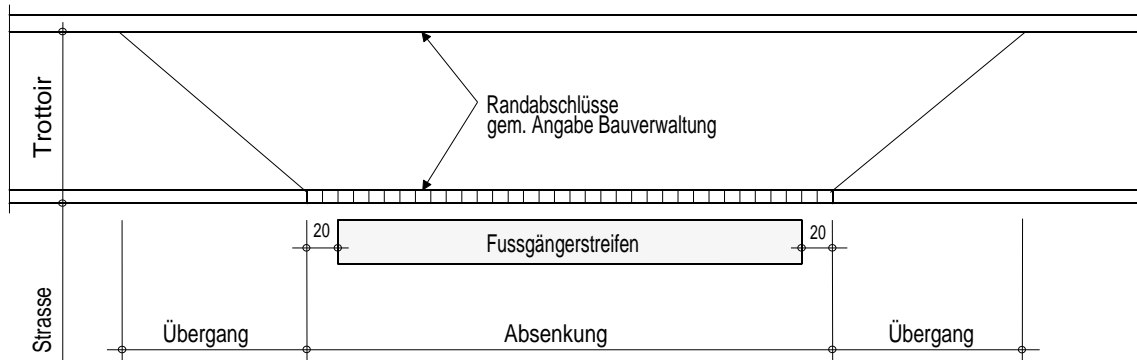 Trottoir
Randabschlüsse
gem. Angabe Bauverwaltung
20
Fussgängerstreifen
20
Strasse
Übergang
Absenkung
Übergang